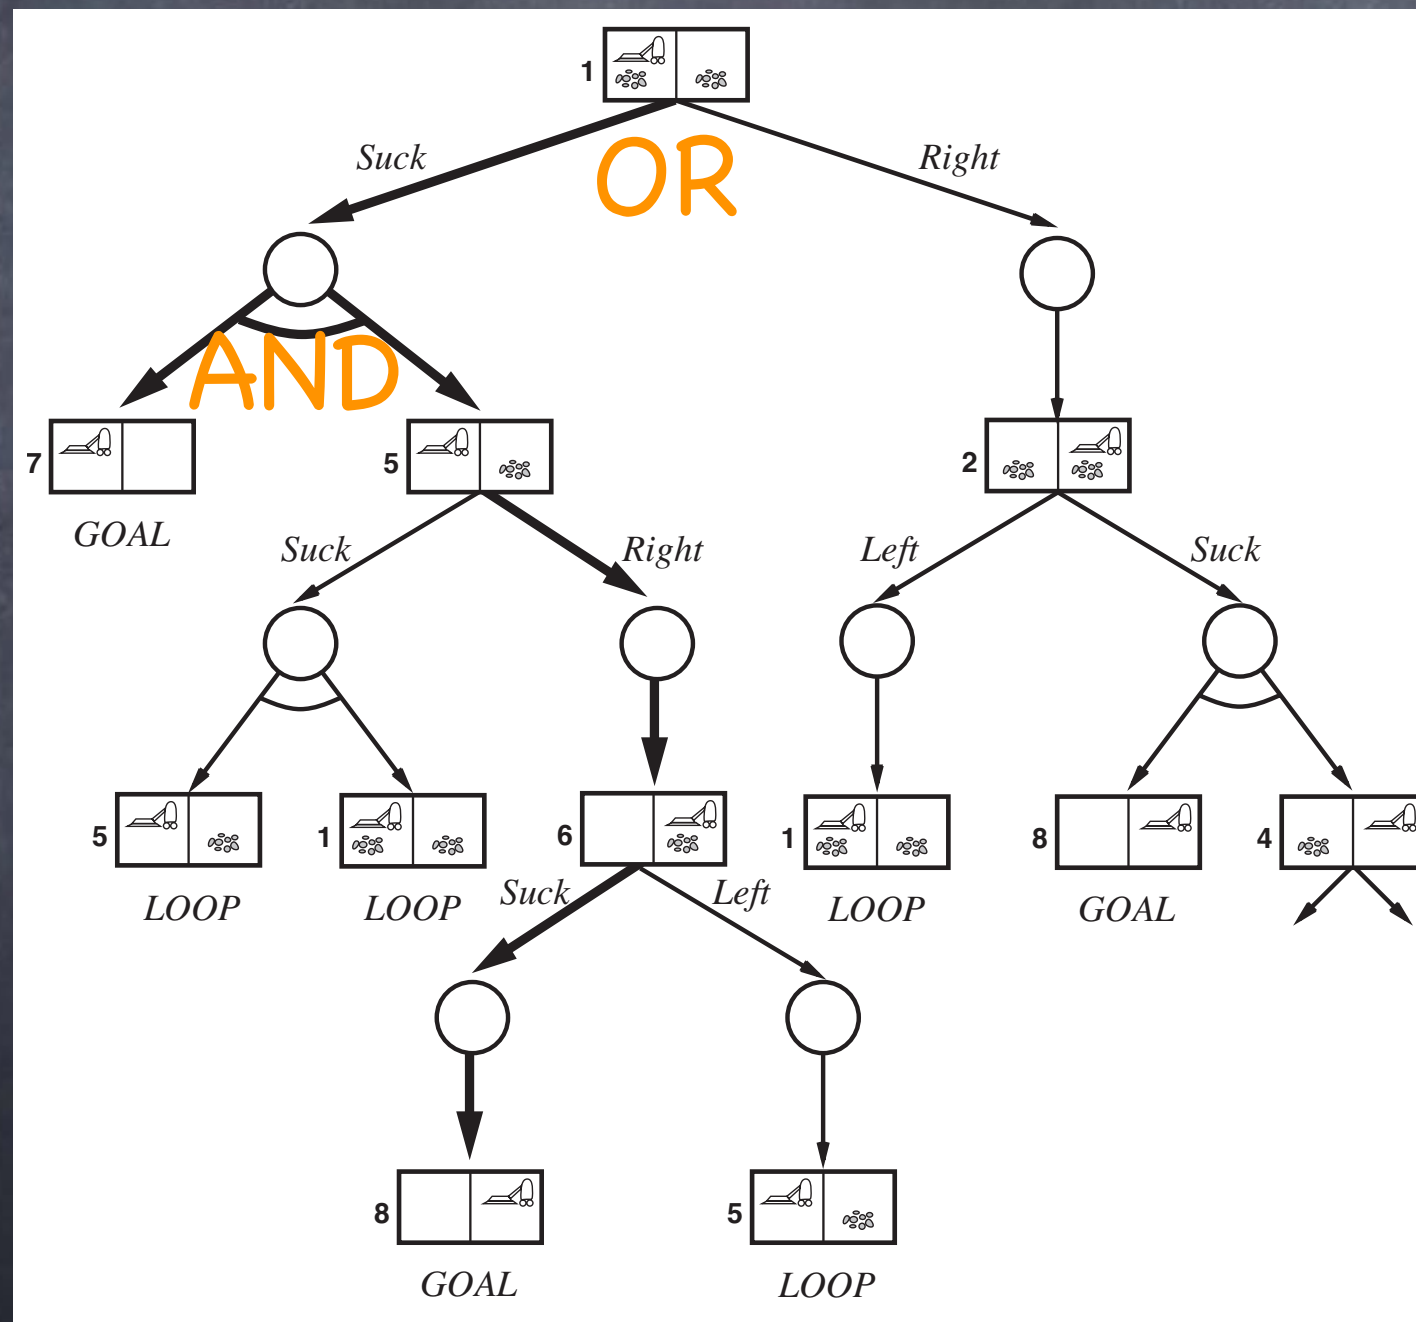 1
OR
Suck Right
AND
7 5 2
GOAL
Suck Right Left Suck
5 1 6 1 8 4
LOOP LOOP Suck Left LOOP GOAL
8 5
GOAL LOOP